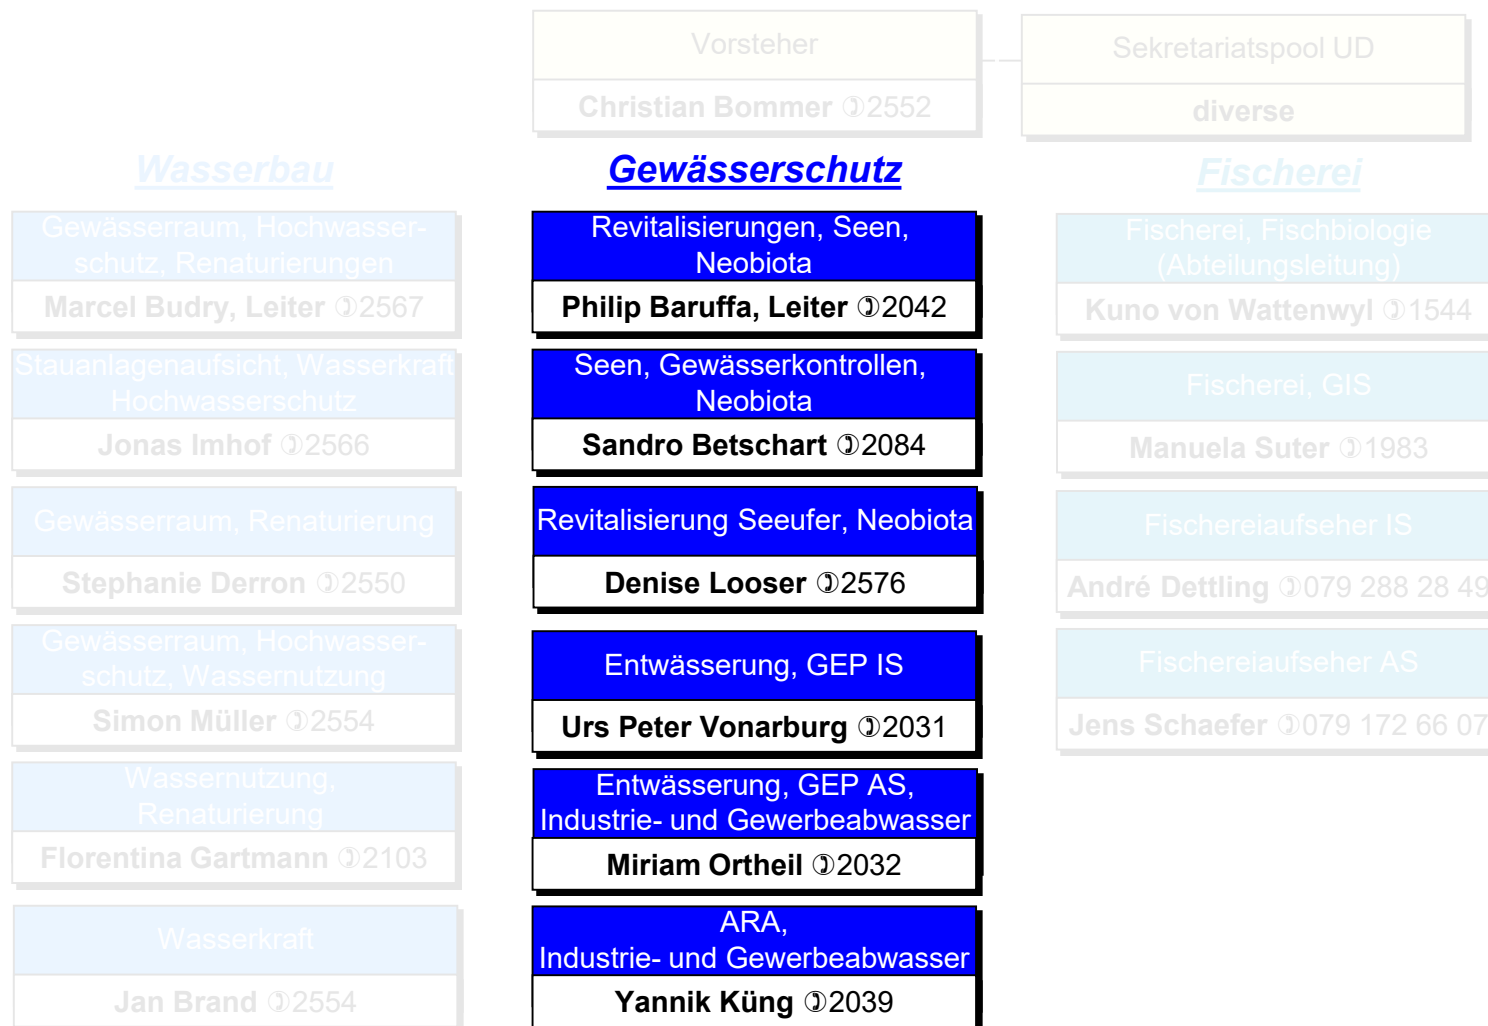 Vorsteher
Christian Bommer ✆2552
Sekretariatspool UD
diverse
Wasserbau
Gewässerraum, Hochwasser-
schutz, Renaturierungen
Marcel Budry, Leiter ✆2567
Stauanlagenaufsicht, Wasserkraft
Hochwasserschutz
Jonas Imhof ✆2566
Gewässerraum, Renaturierung
Stephanie Derron ✆2550
Gewässerraum, Hochwasser-
schutz, Wassernutzung
Simon Müller ✆2554
Wassernutzung,
Renaturierung
Florentina Gartmann ✆2103
Wasserkraft
Jan Brand ✆2554
Gewässerschutz
Revitalisierungen, Seen,
Neobiota
Philip Baruffa, Leiter ✆2042
Seen, Gewässerkontrollen,
Neobiota
Sandro Betschart ✆2084
Revitalisierung Seeufer, Neobiota
Denise Looser ✆2576
Entwässerung, GEP IS
Urs Peter Vonarburg ✆2031
Entwässerung, GEP AS,
Industrie- und Gewerbeabwasser
Miriam Ortheil ✆2032
ARA,
Industrie- und Gewerbeabwasser
Yannik Küng ✆2039
Fischerei
Fischerei, Fischbiologie
(Abteilungsleitung)
Kuno von Wattenwyl ✆1544
Fischerei, GIS
Manuela Suter ✆1983
Fischereiaufseher IS
André Dettling ✆079 288 28 49
Fischereiaufseher AS
Jens Schaefer ✆079 172 66 07